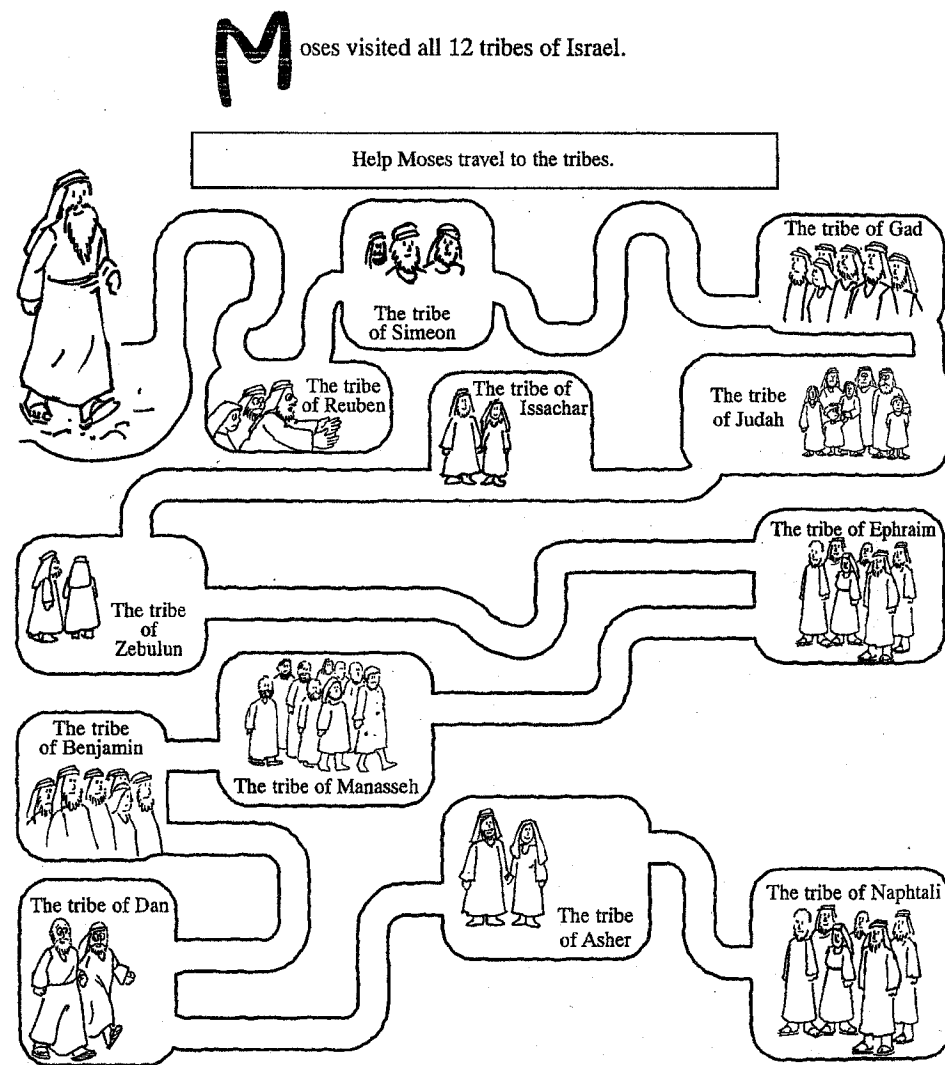 Moses visited all 12 tribes of Israel.
Help Moses travel to the tribes.
The tribe
of Simeon
The tribe of Gad
The tribe
of Reuben
The tribe of
Issachar
The tribe
of Judah
The tribe
of
Zebulun
The tribe of Ephraim
The tribe of Manasseh
The tribe
of Benjamin
The tribe of Dan
The tribe
of Asher
The tribe of Naphtali